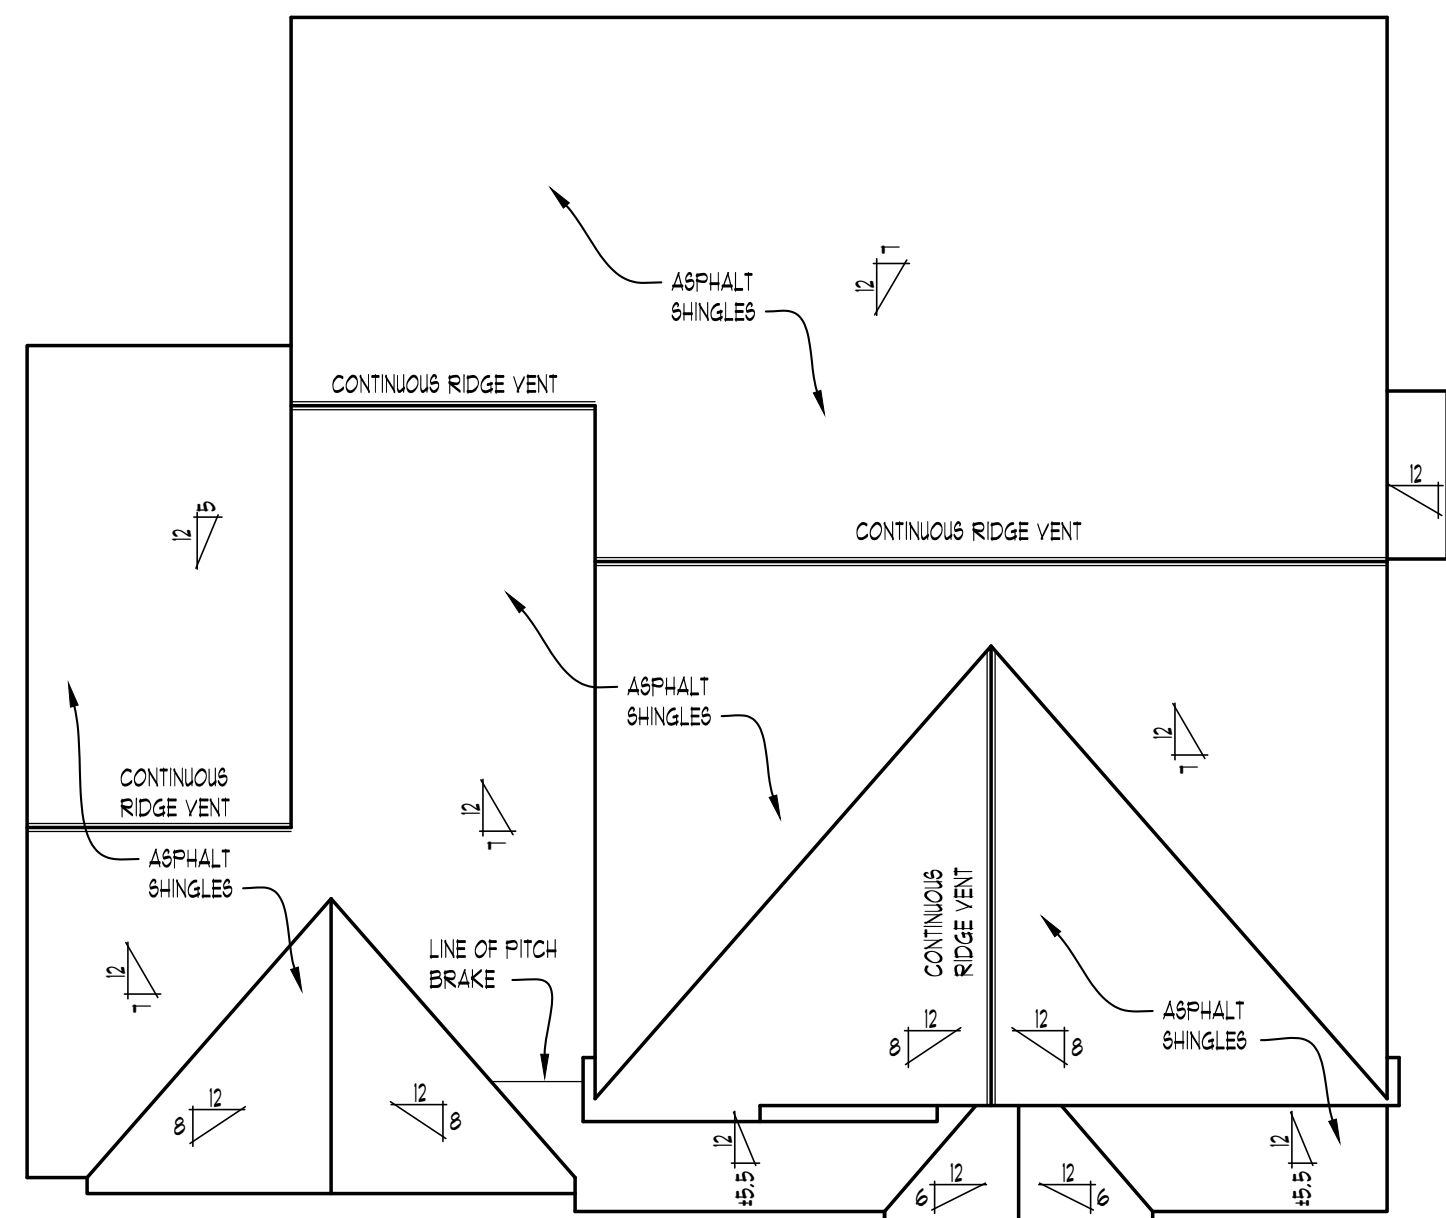 7
12
ASPHALT
SHINGLES
CONTINUOUS RIDGE VENT
12
5
12
CONTINUOUS RIDGE VENT
ASPHALT
SHINGLES
12
7
CONTINUOUS
RIDGE VENT
12
7
ASPHALT
SHINGLES
CONTINUOUS
RIDGE VENT
LINE OF PITCH
BRAKE
12
7
ASPHALT
SHINGLES
12
8
12
8
12
8
12
8
12
±5.5
12
±5.5
12
6
12
6